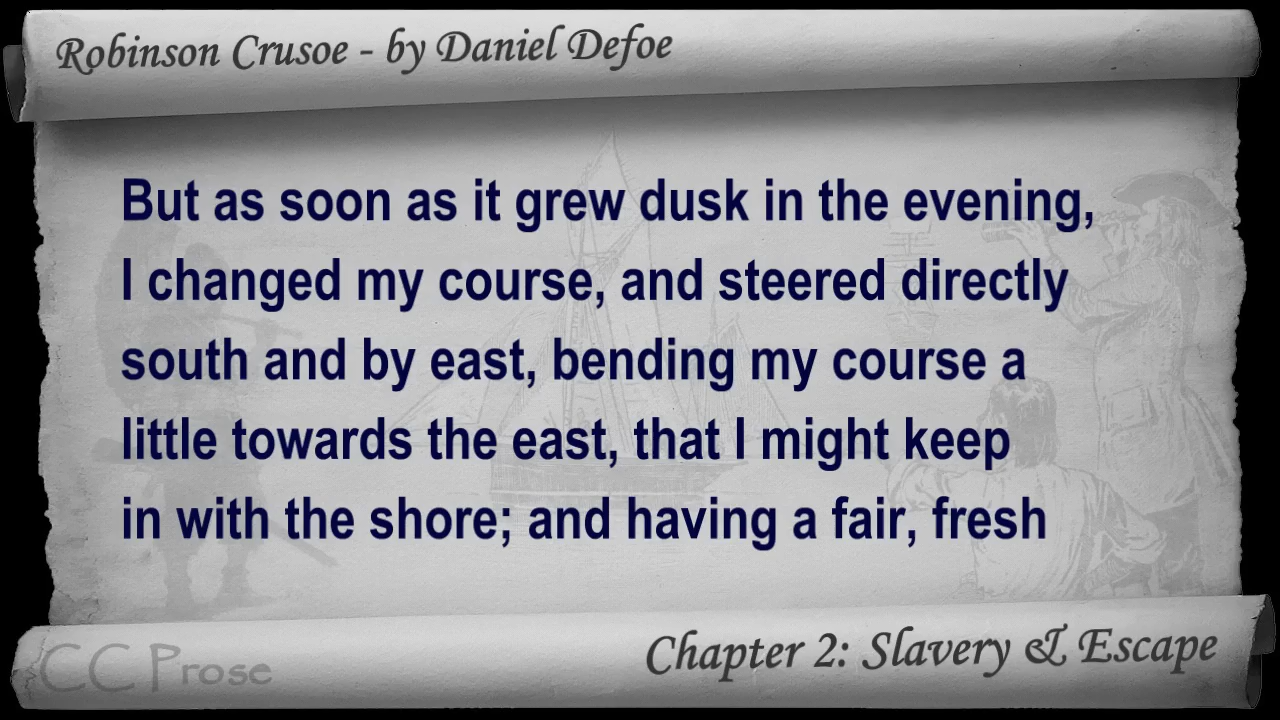 Robinson Crusoe - by Daniel Defoe
But as soon as it grew dusk in the evening,
I changed my course, and steered directly
south and by east, bending my course a
little towards the east, that I might keep
in with the shore; and having a fair, fresh
Chapter 2: Slavery & Escape
CC Prose